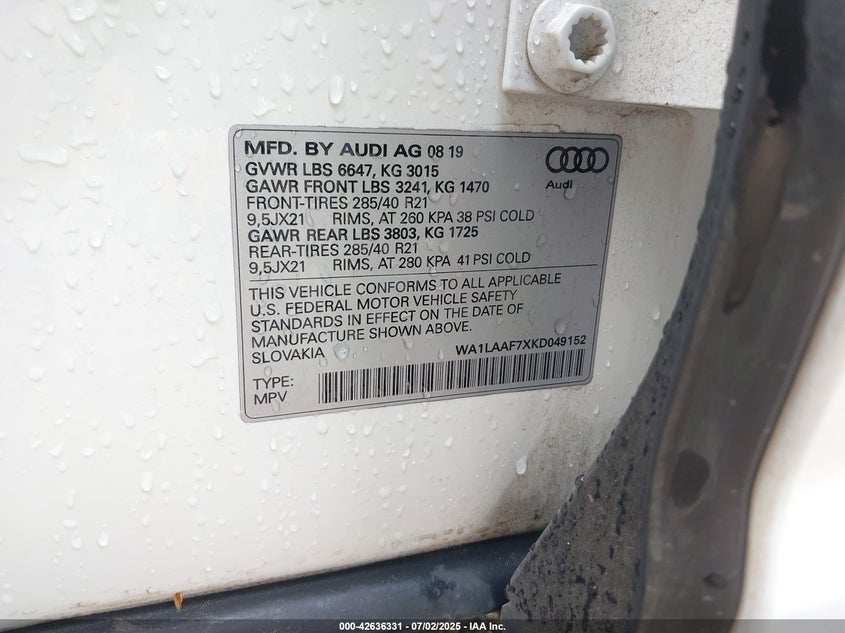 MFD. BY AUDI AG 08 19
GVWR LBS 6647, KG 3015
GAWR FRONT LBS 3241, KG 1470
FRONT-TIRES 285/40 R21
9,5JX21 RIMS, AT 260 KPA 38 PSI COLD
GAWR REAR LBS 3803, KG 1725
REAR-TIRES 285/40 R21
9,5JX21 RIMS, AT 280 KPA 41 PSI COLD
Audi
THIS VEHICLE CONFORMS TO ALL APPLICABLE
U.S. FEDERAL MOTOR VEHICLE SAFETY
STANDARDS IN EFFECT ON THE DATE OF
MANUFACTURE SHOWN ABOVE.
SLOVAKIA WA1LAAF7XKD049152
TYPE:
MPV
000-42636331 - 07/02/2025 - IAA Inc.